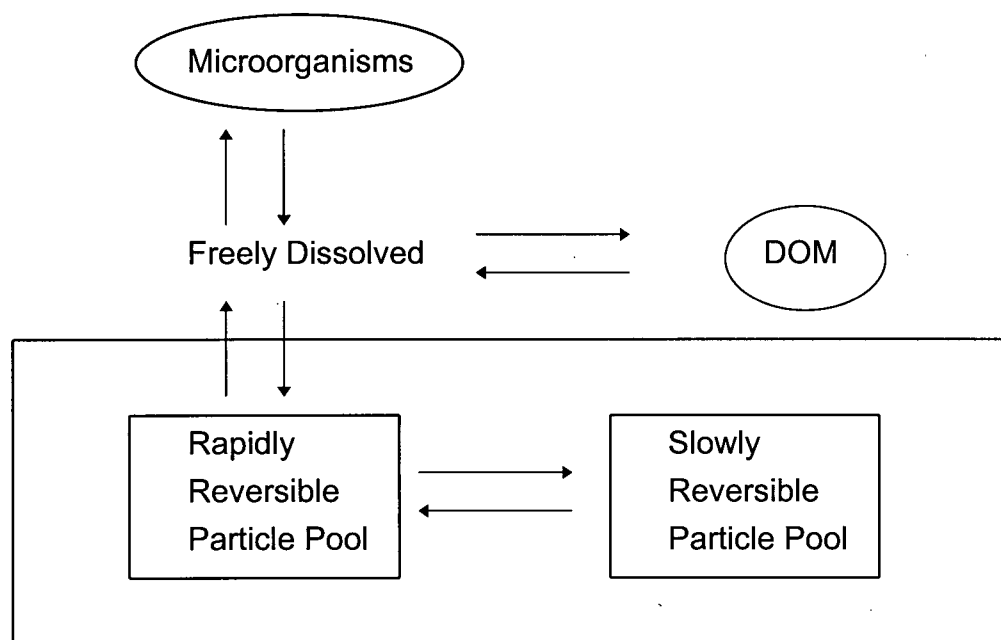 Microorganisms
Freely Dissolved
DOM
Rapidly
Reversible
Particle Pool
Slowly
Reversible
Particle Pool